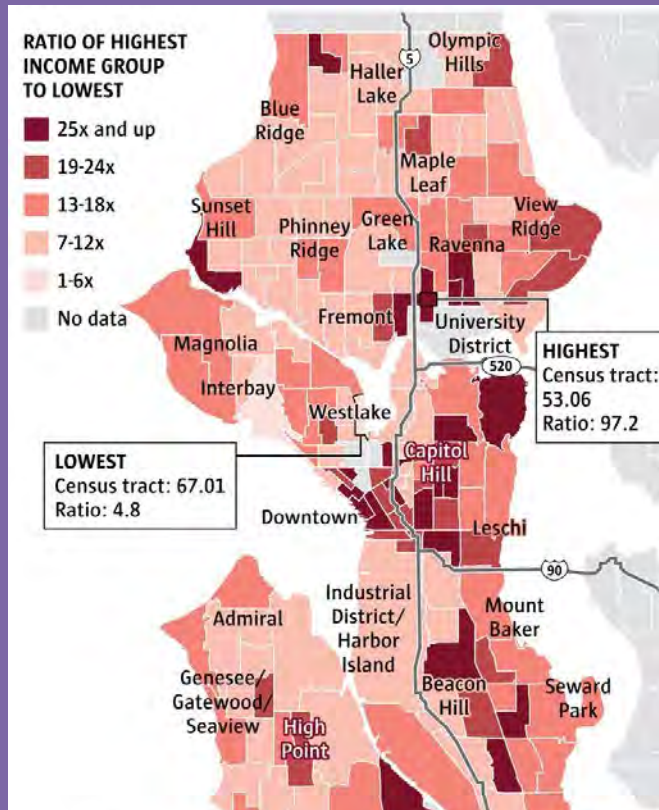 RATIO OF HIGHEST
INCOME GROUP
TO LOWEST
25x and up
19-24x
13-18x
7-12x
1-6x
No data
5
Olympic
Hills
Haller
Lake
Blue
Ridge
Maple
Leaf
Sunset
Hill
Phinney
Ridge
Green
Lake
Ravenna
View
Ridge
Fremont
University
District
Magnolia
Interbay
Westlake
520
HIGHEST
Census tract:
53.06
Ratio: 97.2
LOWEST
Census tract: 67.01
Ratio: 4.8
Capitol
Hill
Downtown
Leschi
90
Industrial
District/
Harbor
Island
Mount
Baker
Admiral
Genesee/
Gatewood/
Seaview
High
Point
Beacon
Hill
Seward
Park